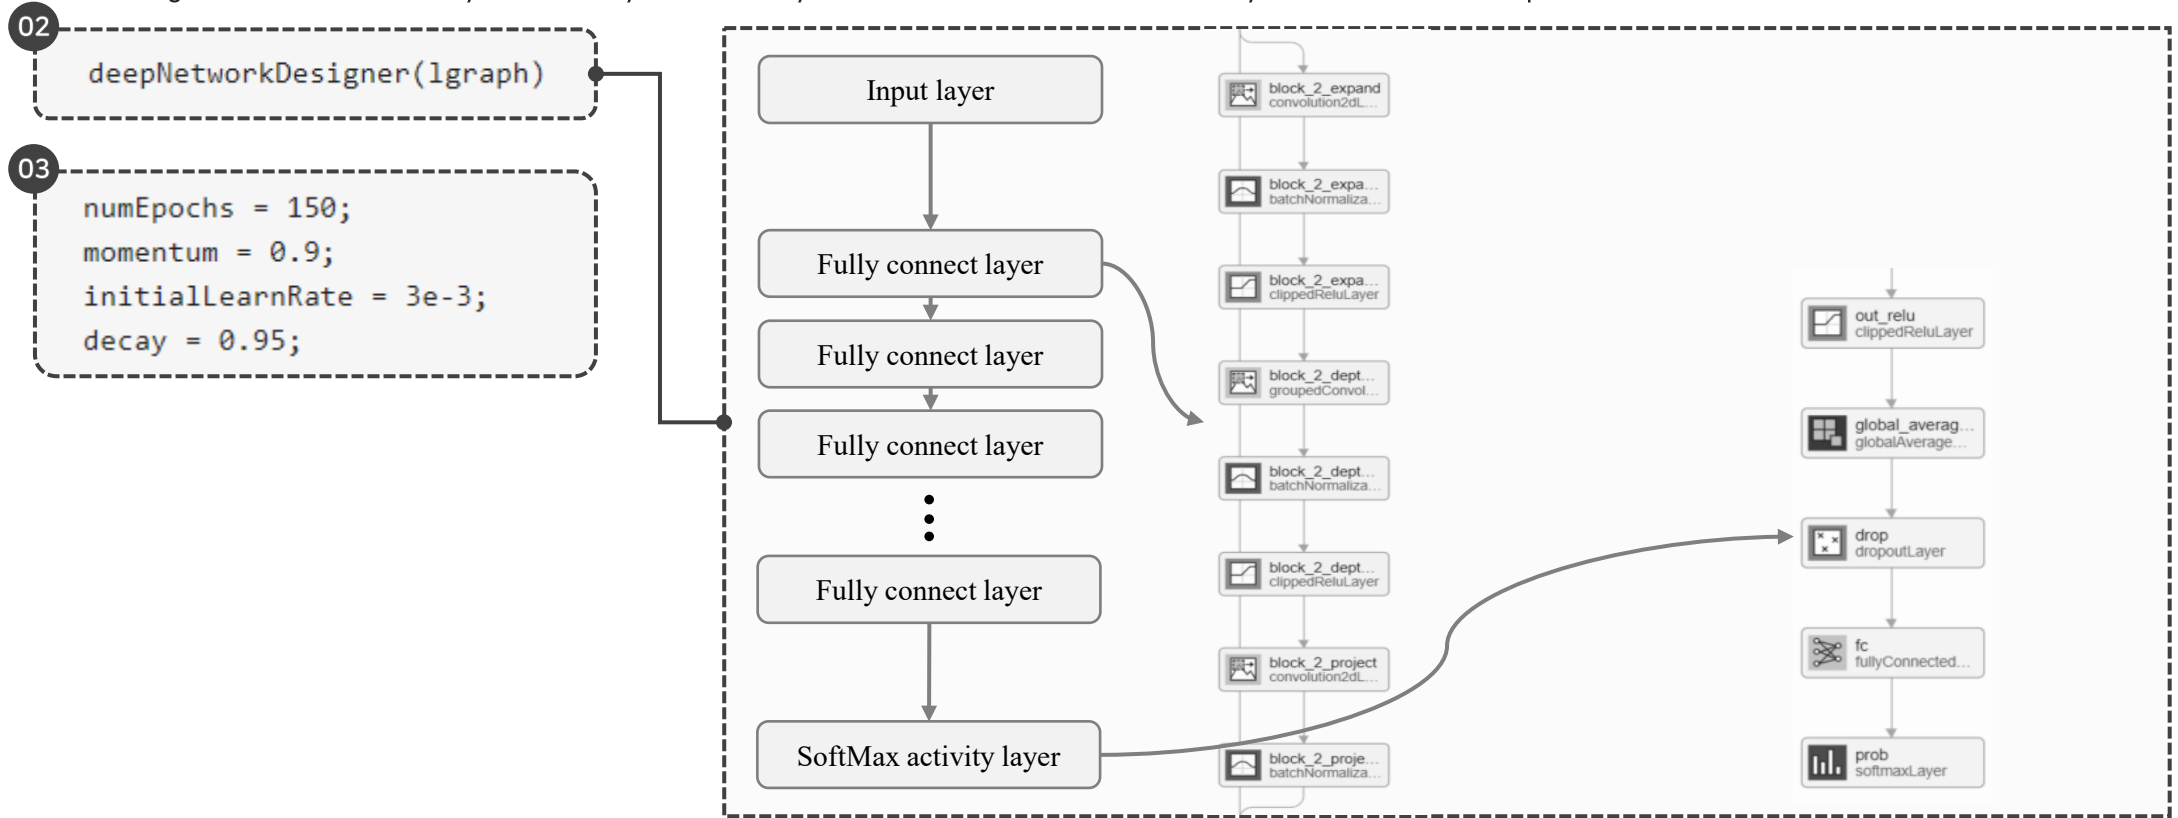 02
deepNetworkDesigner(lgraph)
03
numEpochs = 150;
momentum = 0.9;
initialLearnRate = 3e-3;
decay = 0.95;
Input layer
Fully connect layer
Fully connect layer
Fully connect layer
Fully connect layer
SoftMax activity layer
block_2_expand
convolution2dL...
block_2_expa...
batchNormaliza...
block_2_expa...
clippedReluLayer
block_2_dept...
groupedConvol...
block_2_dept...
batchNormaliza...
block_2_dept...
clippedReluLayer
block_2_project
convolution2dL...
block_2_proje...
batchNormaliza...
out_relu
clippedReluLayer
global_averag...
globalAverage...
drop
dropoutLayer
fc
fullyConnected...
prob
softmaxLayer